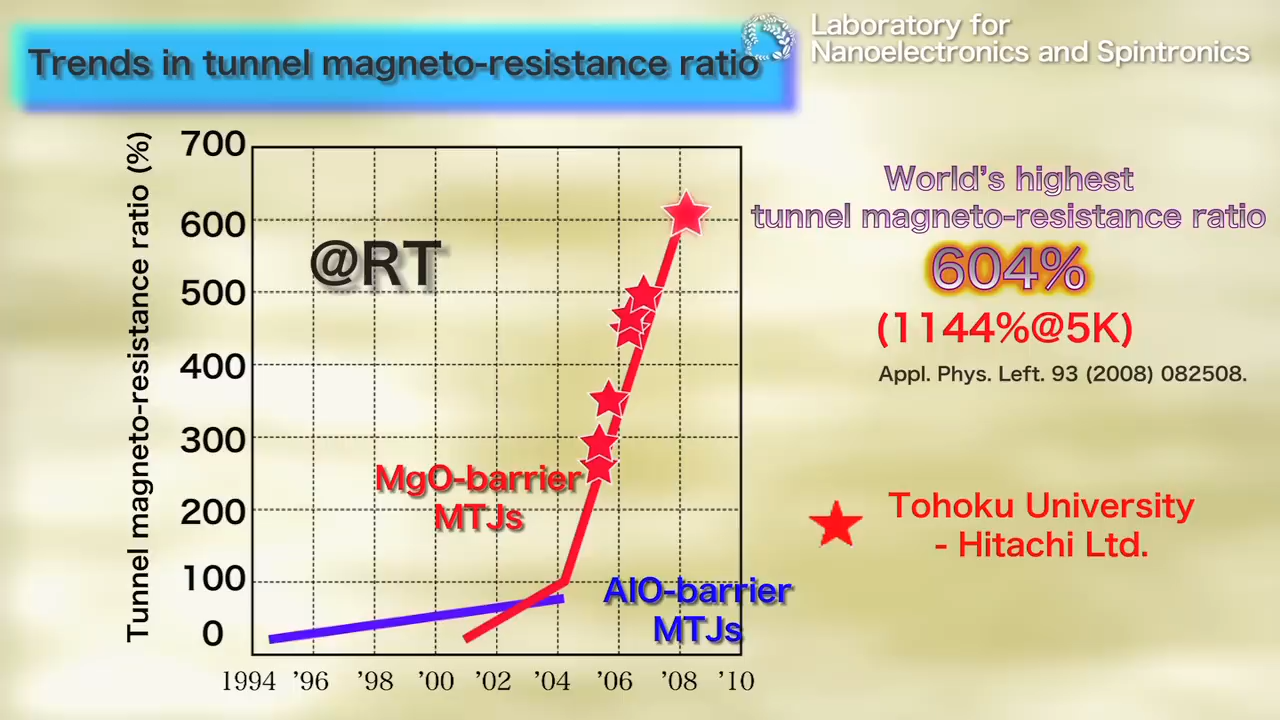 Trends in tunnel magneto-resistance ratio
Laboratory for
Nanoelectronics and Spintronics
Tunnel magneto-resistance ratio (%)
700
600
500
400
300
200
100
0
1994 ’96 ’98 ’00 ’02 ’04 ’06 ’08 ’10
@RT
MgO-barrier
MTJs
AlO-barrier
MTJs
World’s highest
tunnel magneto-resistance ratio
604%
(1144%@5K)
Appl. Phys. Left. 93 (2008) 082508.
Tohoku University
- Hitachi Ltd.